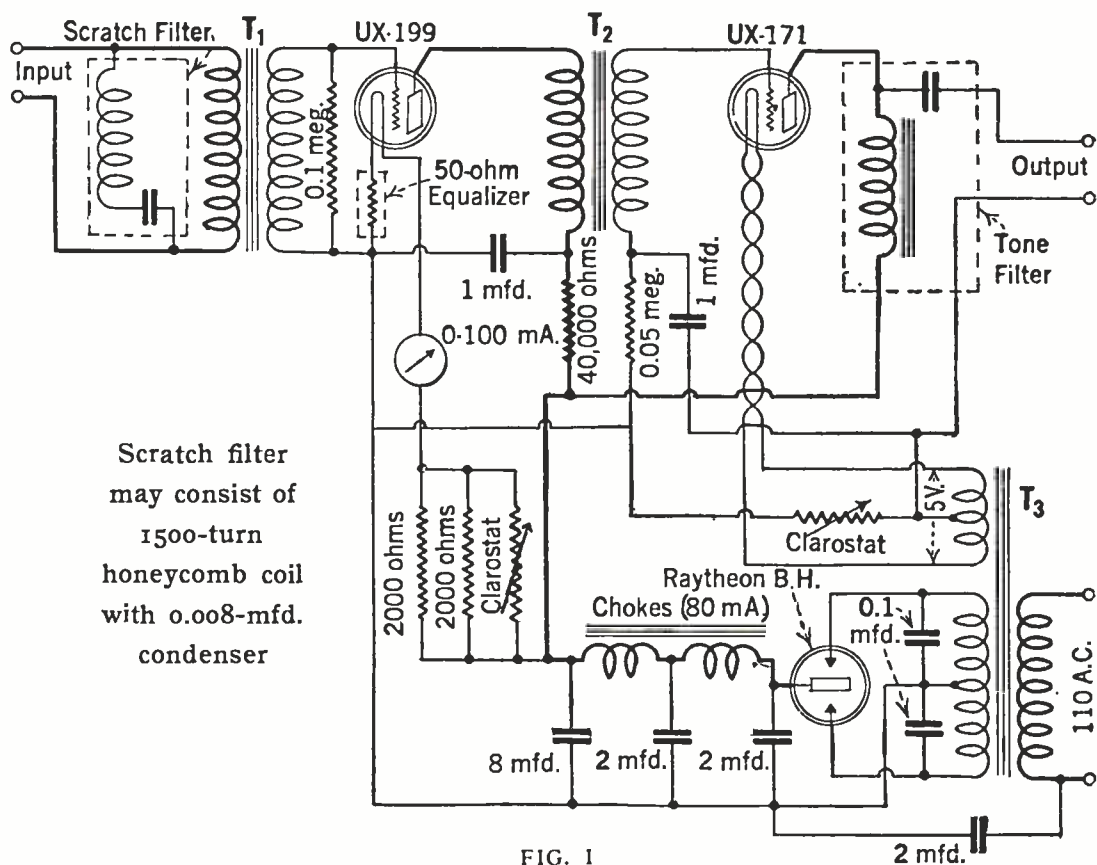 Scratch Filter
T1
UX-199
T2
UX-171
Input
0.1 meg.
50-ohm
Equalizer
Output
Tone
Filter
1 mfd.
0-100 mA.
40,000 ohms
0.05 meg.
1 mfd.
Scratch filter
may consist of
1500-turn
honeycomb coil
with 0.008-mfd.
condenser
2000 ohms
2000 ohms
Clarostat
5V.
T3
Clarostat
Raytheon B.H.
Chokes (80 mA)
0.1
mfd.
110 A.C.
8 mfd.
2 mfd.
2 mfd.
2 mfd.
FIG. 1